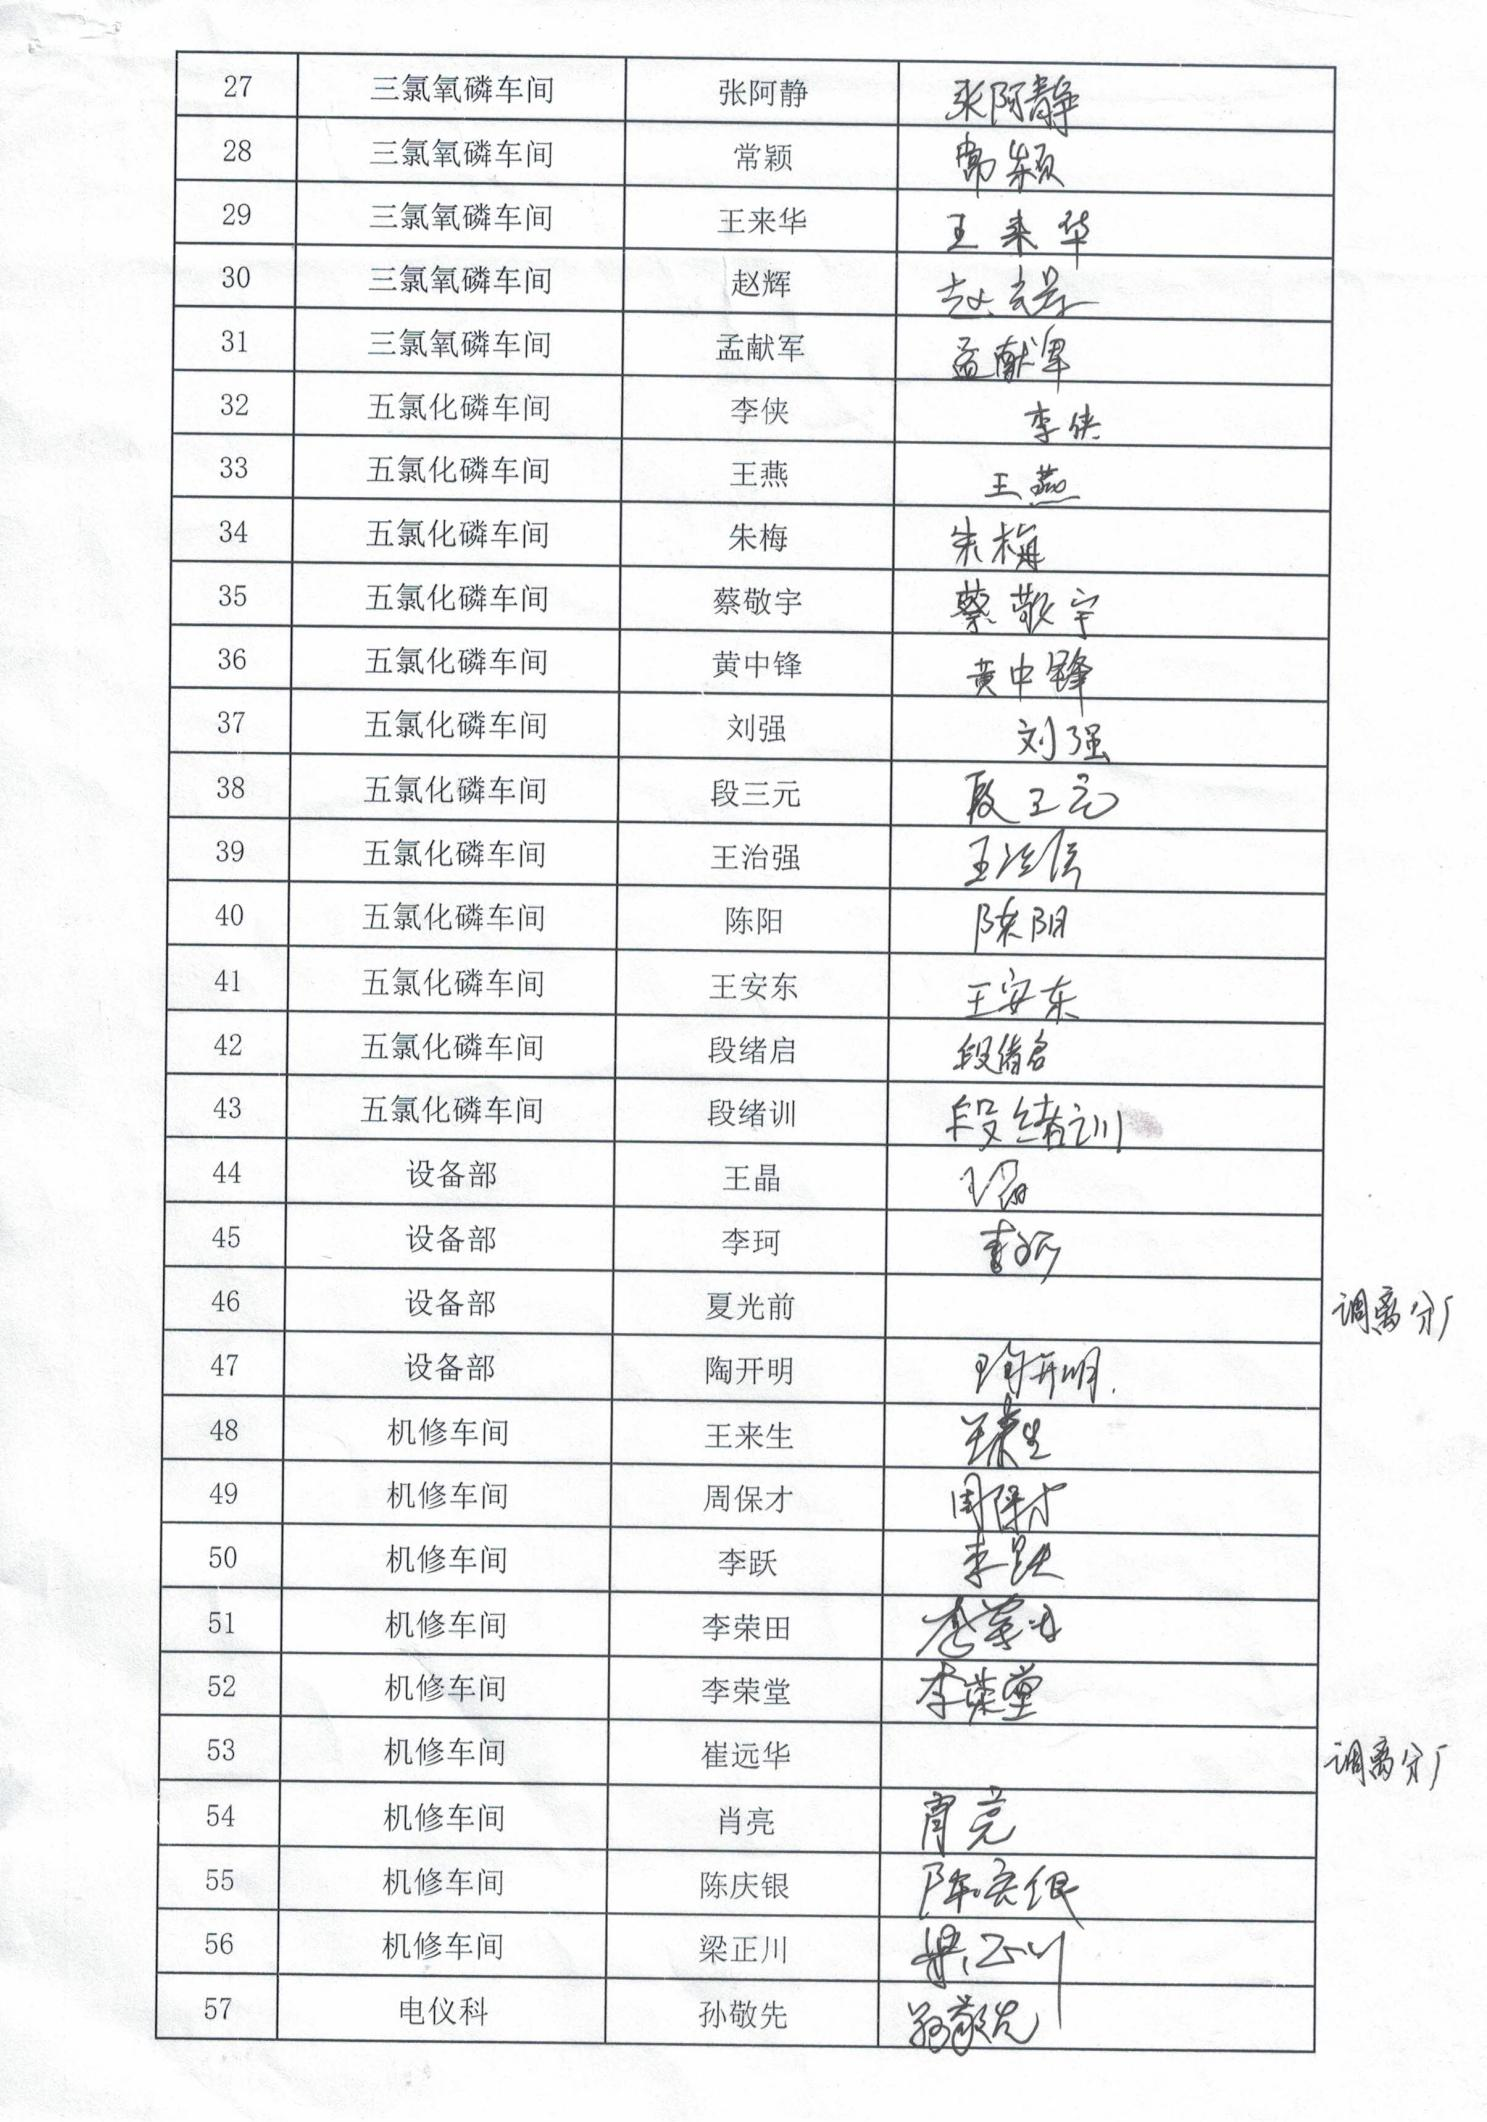 27 三氯氧磷车间 张阿静 张阿静
28 三氯氧磷车间 常颖 常颖
29 三氯氧磷车间 王来华 王来华
30 三氯氧磷车间 赵辉 赵
31 三氯氧磷车间 孟献军 孟献军
32 五氯化磷车间 李侠 李侠
33 五氯化磷车间 王燕 王燕
34 五氯化磷车间 朱梅 朱梅
35 五氯化磷车间 蔡敬宇 蔡敬宇
36 五氯化磷车间 黄中锋 黄中锋
37 五氯化磷车间 刘强 刘强
38 五氯化磷车间 段三元 段三元
39 五氯化磷车间 王治强 王治强
40 五氯化磷车间 陈阳 陈阳
41 五氯化磷车间 王安东 王安东
42 五氯化磷车间 段绪启 段绪启
43 五氯化磷车间 段绪训 段绪训
44 设备部 王晶 王晶
45 设备部 李珂 李珂
46 设备部 夏光前 调离分厂
47 设备部 陶开明 陶开明
48 机修车间 王来生 王来生
49 机修车间 周保才 周保才
50 机修车间 李跃 李跃
51 机修车间 李荣田 李荣田
52 机修车间 李荣堂 李荣堂
53 机修车间 崔远华 调离分厂
54 机修车间 肖亮 肖亮
55 机修车间 陈庆银 陈庆银
56 机修车间 梁正川 梁正川
57 电仪科 孙敬先 孙敬先